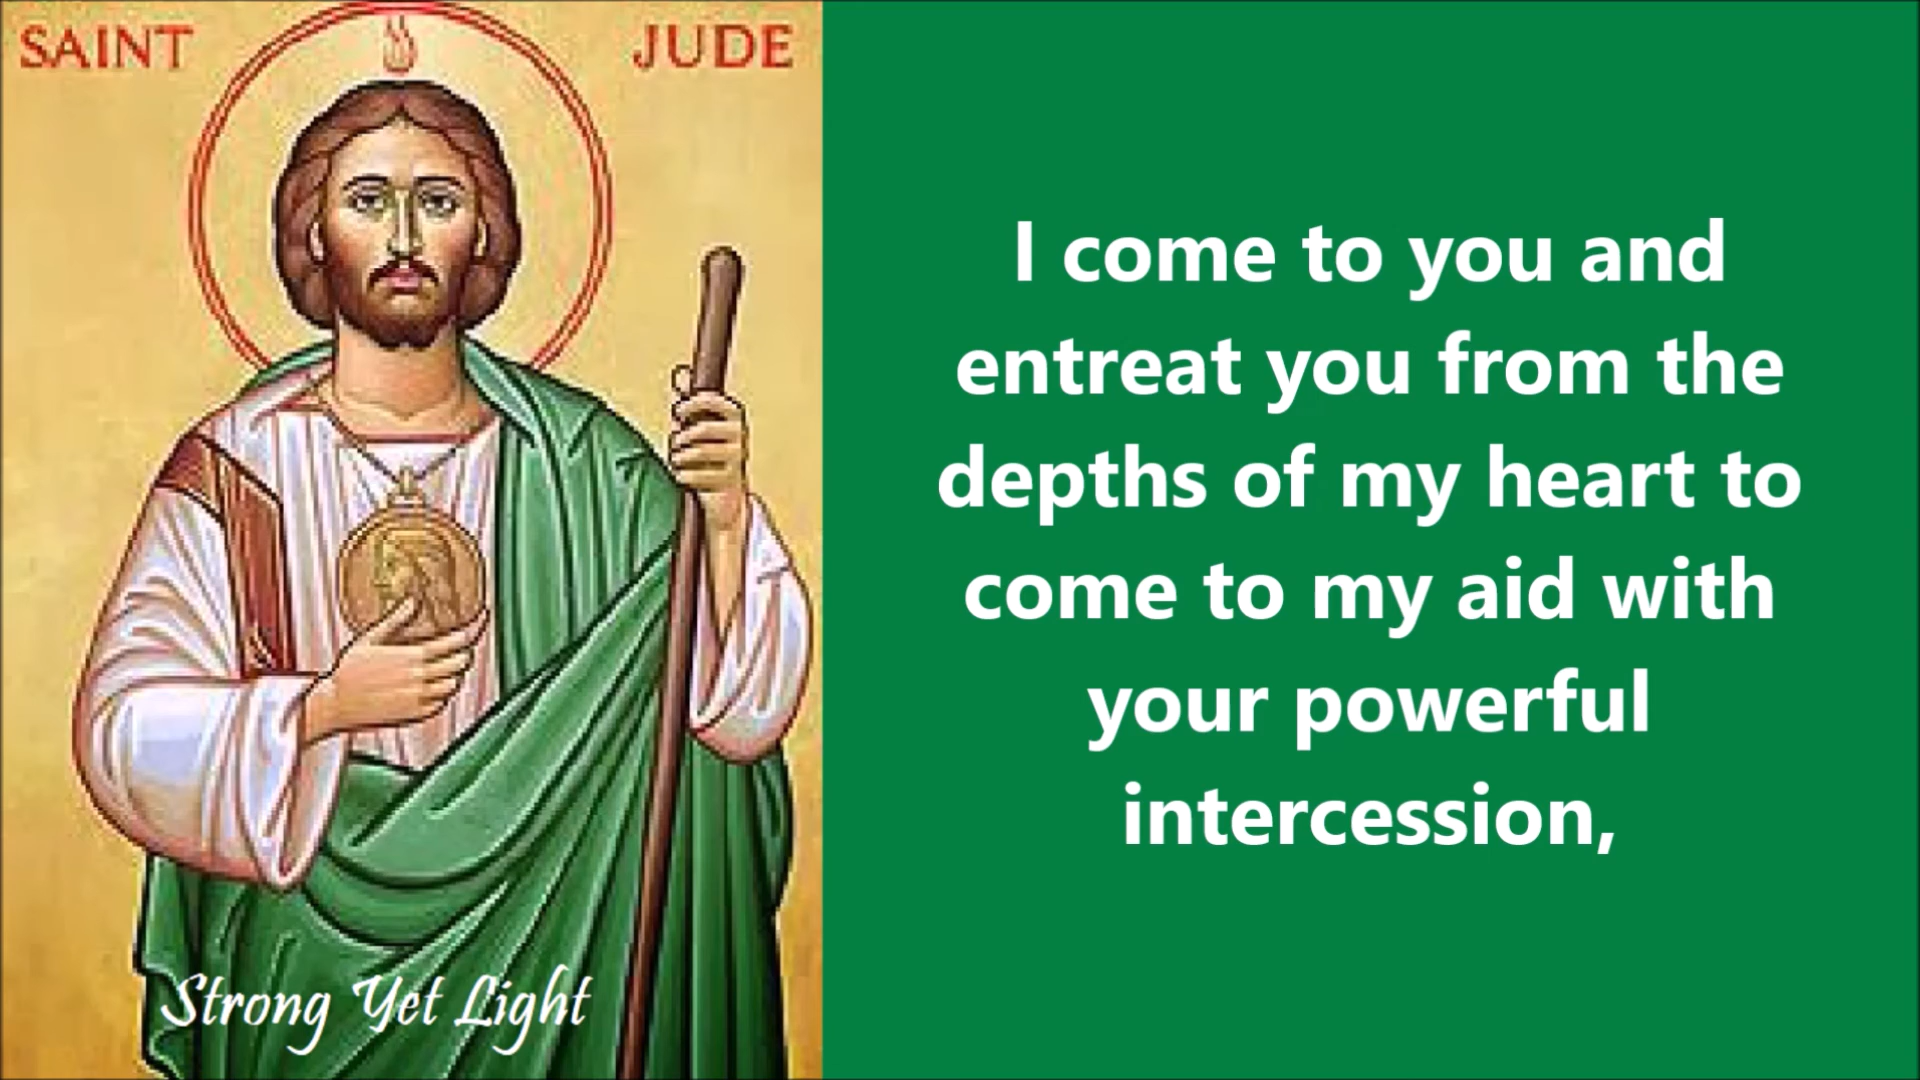 SAINT JUDE
I come to you and
entreat you from the
depths of my heart to
come to my aid with
your powerful
intercession,
Strong Yet Light